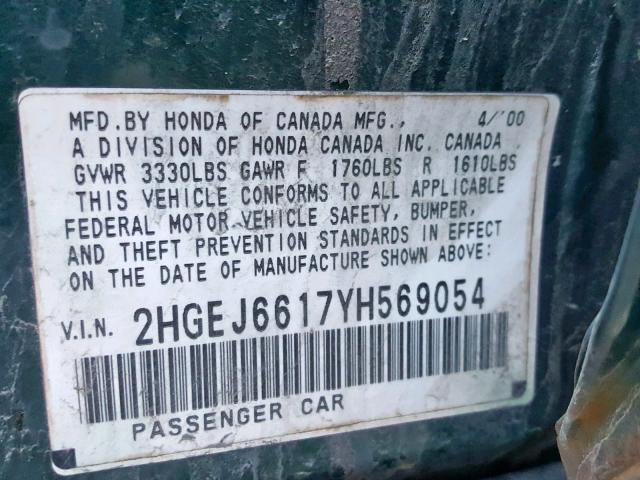 MFD.BY HONDA OF CANADA MFG., 4/'00
A DIVISION OF HONDA CANADA INC. CANADA
GVWR 3330LBS GAWR F 1760LBS R 1610LBS
THIS VEHICLE CONFORMS TO ALL APPLICABLE
FEDERAL MOTOR VEHICLE SAFETY, BUMPER,
AND THEFT PREVENTION STANDARDS IN EFFECT
ON THE DATE OF MANUFACTURE SHOWN ABOVE:
V.I.N. 2HGEJ6617YH569054
PASSENGER CAR